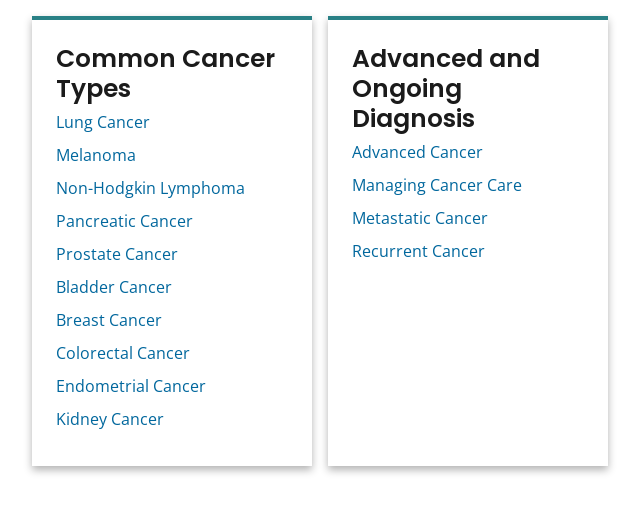 Common Cancer
Types
Lung Cancer
Melanoma
Non-Hodgkin Lymphoma
Pancreatic Cancer
Prostate Cancer
Bladder Cancer
Breast Cancer
Colorectal Cancer
Endometrial Cancer
Kidney Cancer
Advanced and
Ongoing
Diagnosis
Advanced Cancer
Managing Cancer Care
Metastatic Cancer
Recurrent Cancer